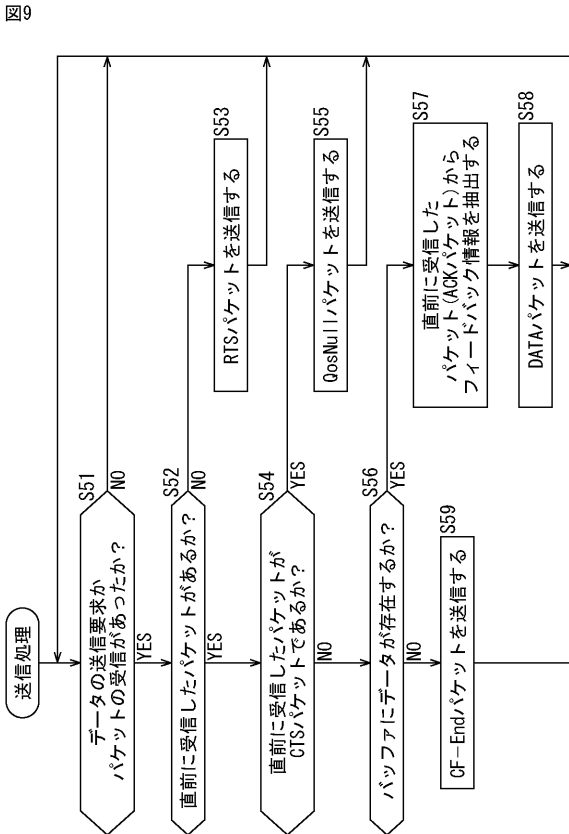 図9
送信処理
S51
データの送信要求か
パケットの受信があったか？
NO
YES
S52
直前に受信したパケットがあるか？
NO
YES
S53
RTSパケットを送信する
S54
直前に受信したパケットが
CTSパケットであるか？
YES
NO
S55
QosNullパケットを送信する
S56
バッファにデータが存在するか？
YES
NO
S57
直前に受信した
パケット(ACKパケット)から
フィードバック情報を抽出する
S58
DATAパケットを送信する
S59
CF-Endパケットを送信する